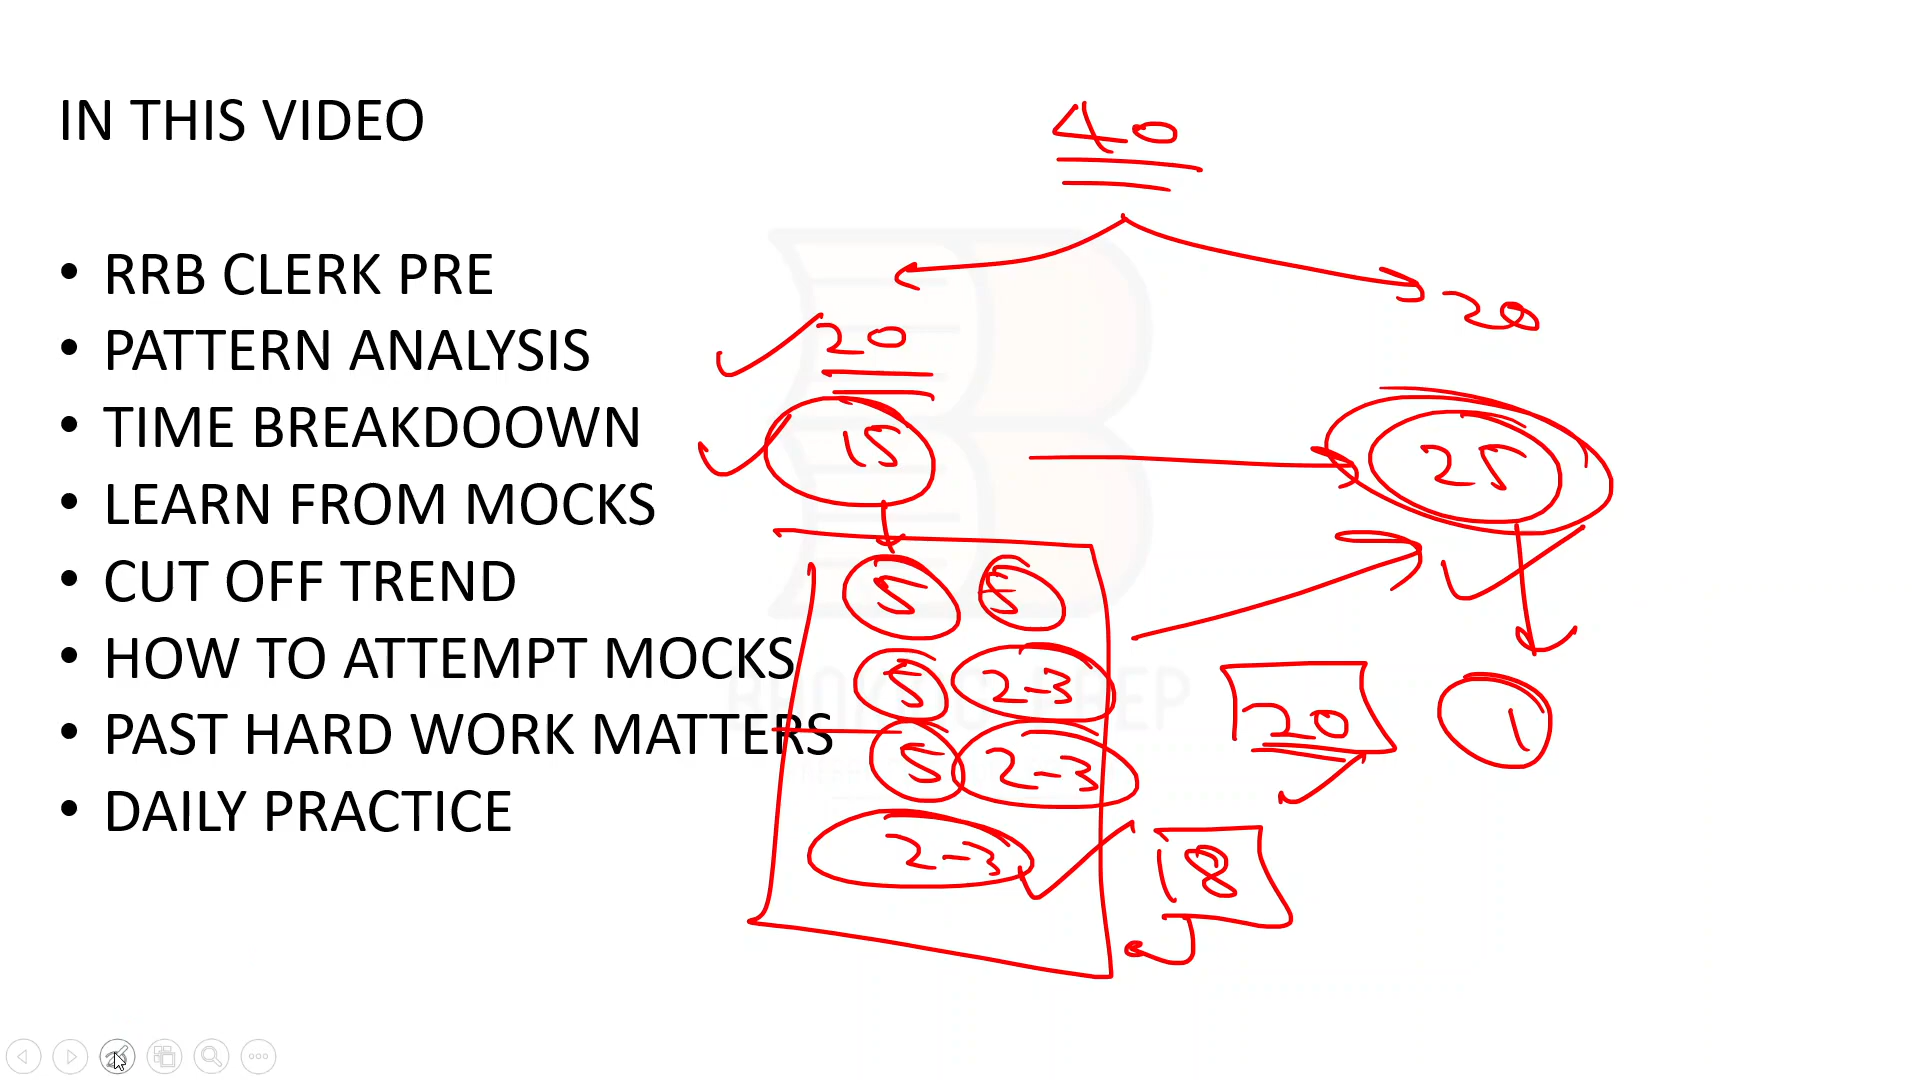 IN THIS VIDEO
• RRB CLERK PRE
• PATTERN ANALYSIS
• TIME BREAKDOOWN
• LEARN FROM MOCKS
• CUT OFF TREND
• HOW TO ATTEMPT MOCKS
• PAST HARD WORK MATTERS
• DAILY PRACTICE
40
20 20
15 25
5 5
5 2-3
5 2-3
2-3
20 1
18